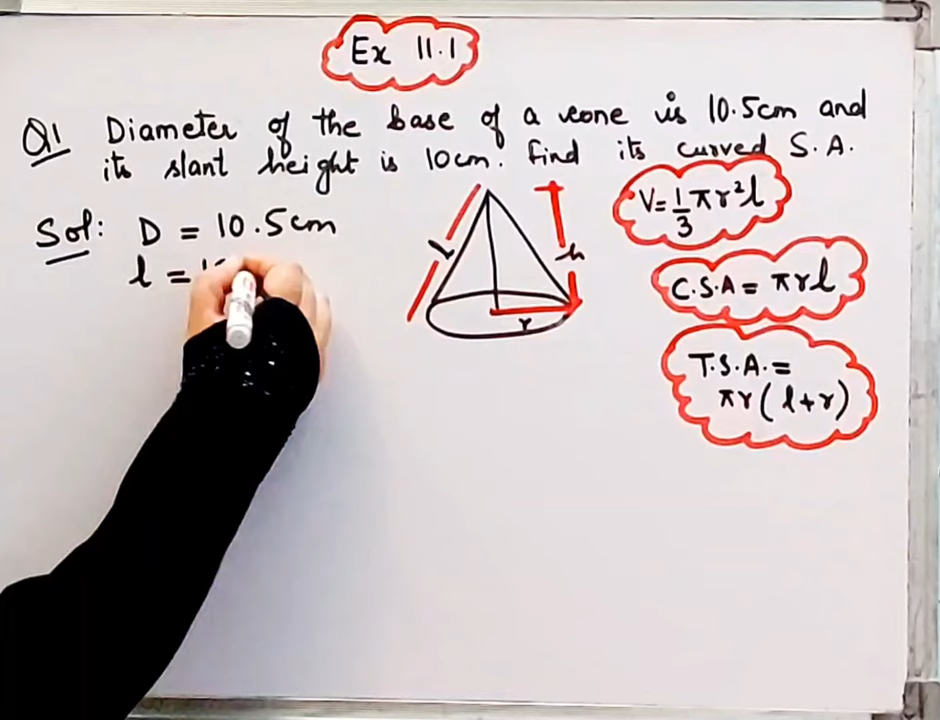 Ex 11.1
Q1 Diameter of the base of a cone is 10.5cm and
its slant height is 10cm. Find its curved S.A.
Sol: D = 10.5cm
l = 1
l
h
r
V = 1/3 πr²l
C.S.A = πrl
T.S.A. =
πr(l+r)